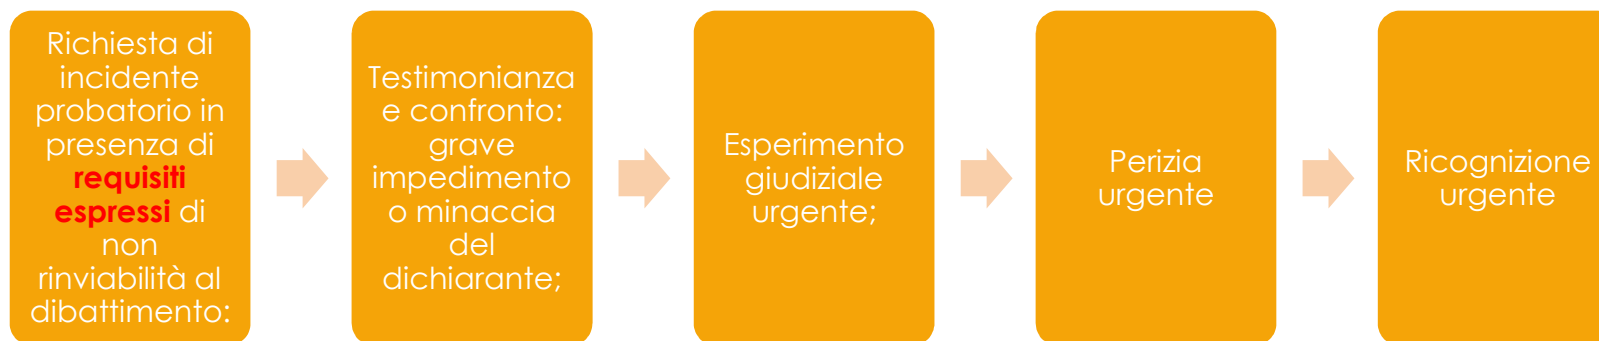 Richiesta di
incidente
probatorio in
presenza di
requisiti
espressi di
non
rinviabilità al
dibattimento:
Testimonianza
e confronto:
grave
impedimento
o minaccia
del
dichiarante;
Esperimento
giudiziale
urgente;
Perizia
urgente
Ricognizione
urgente